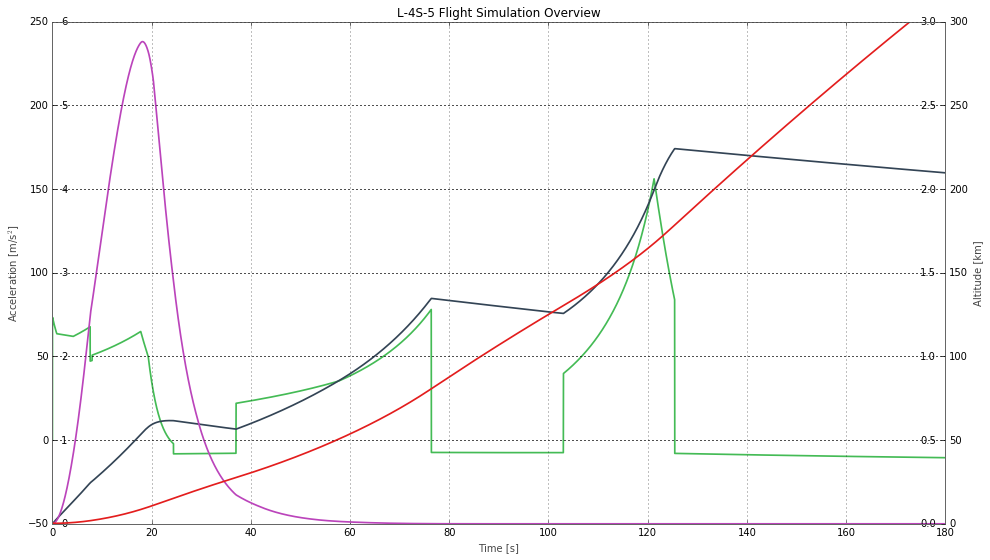 L-4S-5 Flight Simulation Overview
250 6 3.0 300
200 5 2.5 250
150 4 2.0 200
100 3 1.5 150
50 2 1.0 100
0 1 0.5 50
−50 0 0.0 0
0 20 40 60 80 100 120 140 160 180
Time [s]
Acceleration [m/s²]
Altitude [km]